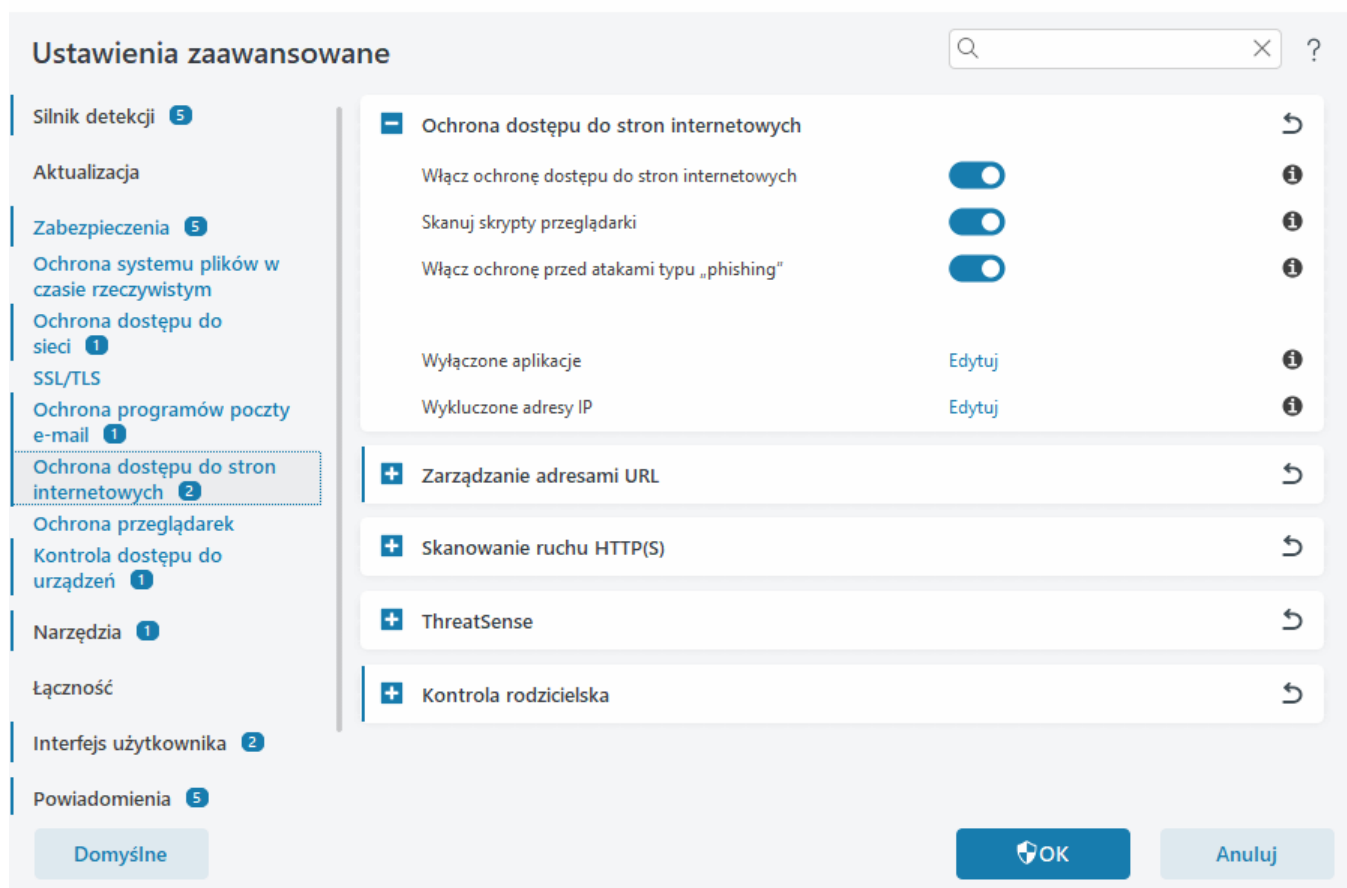 Ustawienia zaawansowane
?
Silnik detekcji 5
Aktualizacja
Zabezpieczenia 5
Ochrona systemu plików w
czasie rzeczywistym
Ochrona dostępu do
sieci 1
SSL/TLS
Ochrona programów poczty
e-mail 1
Ochrona dostępu do stron
internetowych 2
Ochrona przeglądarek
Kontrola dostępu do
urządzeń 1
Narzędzia 1
Łączność
Interfejs użytkownika 2
Powiadomienia 5
Ochrona dostępu do stron internetowych
Włącz ochronę dostępu do stron internetowych
Skanuj skrypty przeglądarki
Włącz ochronę przed atakami typu „phishing”
Wyłączone aplikacje Edytuj
Wykluczone adresy IP Edytuj
Zarządzanie adresami URL
Skanowanie ruchu HTTP(S)
ThreatSense
Kontrola rodzicielska
Domyślne
OK
Anuluj